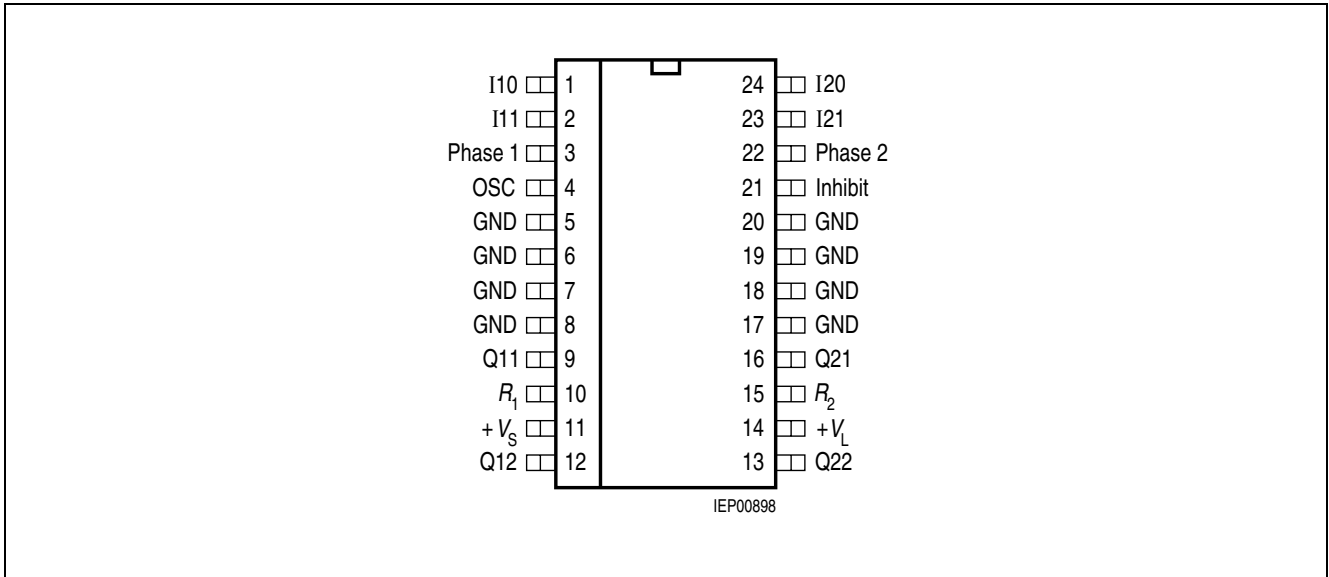 I10 1 24 I20
I11 2 23 I21
Phase 1 3 22 Phase 2
OSC 4 21 Inhibit
GND 5 20 GND
GND 6 19 GND
GND 7 18 GND
GND 8 17 GND
Q11 9 16 Q21
R1 10 15 R2
+VS 11 14 +VL
Q12 12 13 Q22
IEP00898